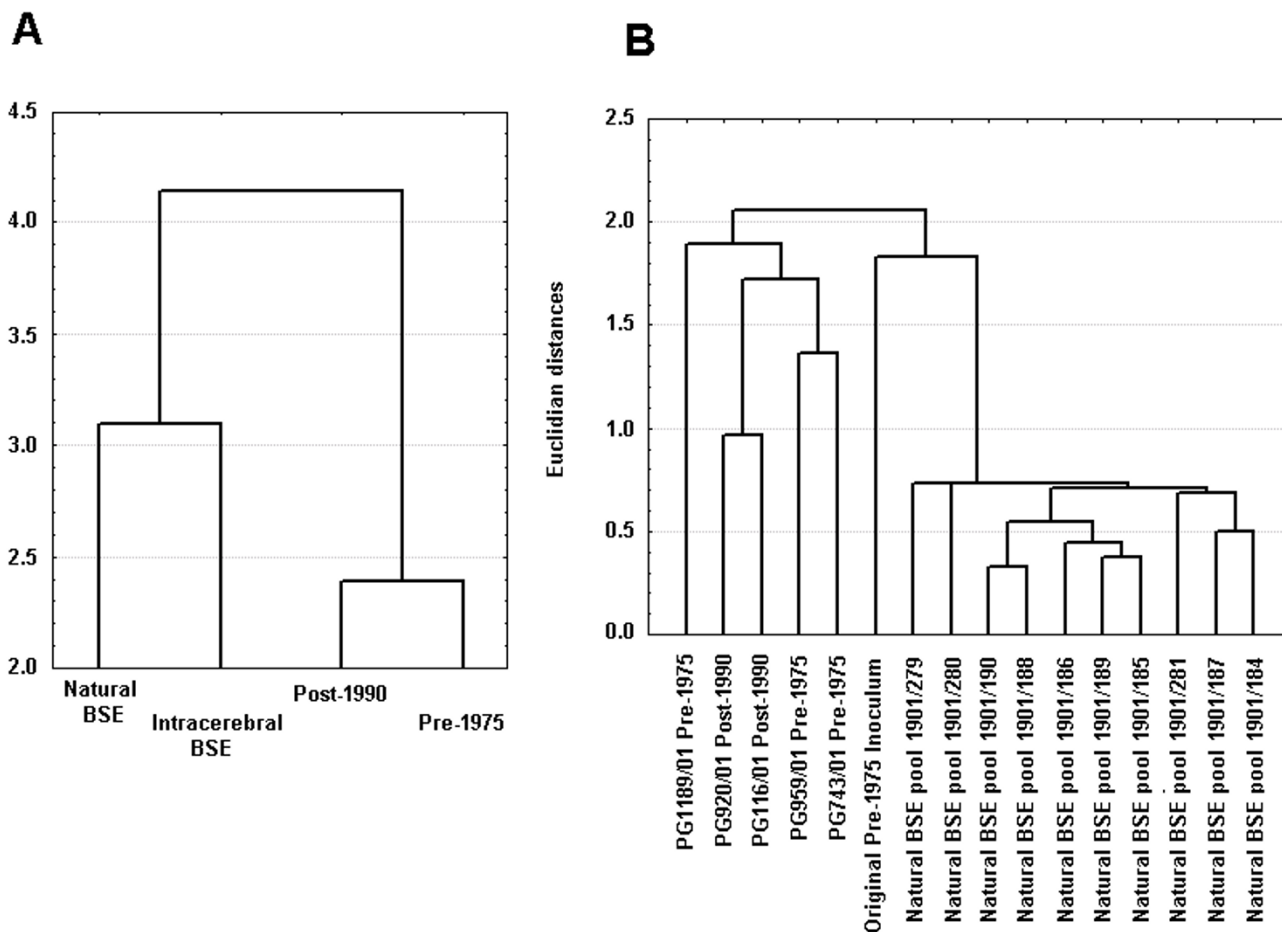 A
4.5
4.0
3.5
3.0
2.5
2.0
Natural
BSE
Intracerebral
BSE
Post-1990
Pre-1975
B
Euclidian distances
2.5
2.0
1.5
1.0
0.5
0.0
PG1189/01 Pre-1975
PG920/01 Post-1990
PG116/01 Post-1990
PG959/01 Pre-1975
PG743/01 Pre-1975
Original Pre-1975 Inoculum
Natural BSE pool 1901/279
Natural BSE pool 1901/280
Natural BSE pool 1901/190
Natural BSE pool 1901/188
Natural BSE pool 1901/186
Natural BSE pool 1901/189
Natural BSE pool 1901/185
Natural BSE pool 1901/281
Natural BSE pool 1901/187
Natural BSE pool 1901/184